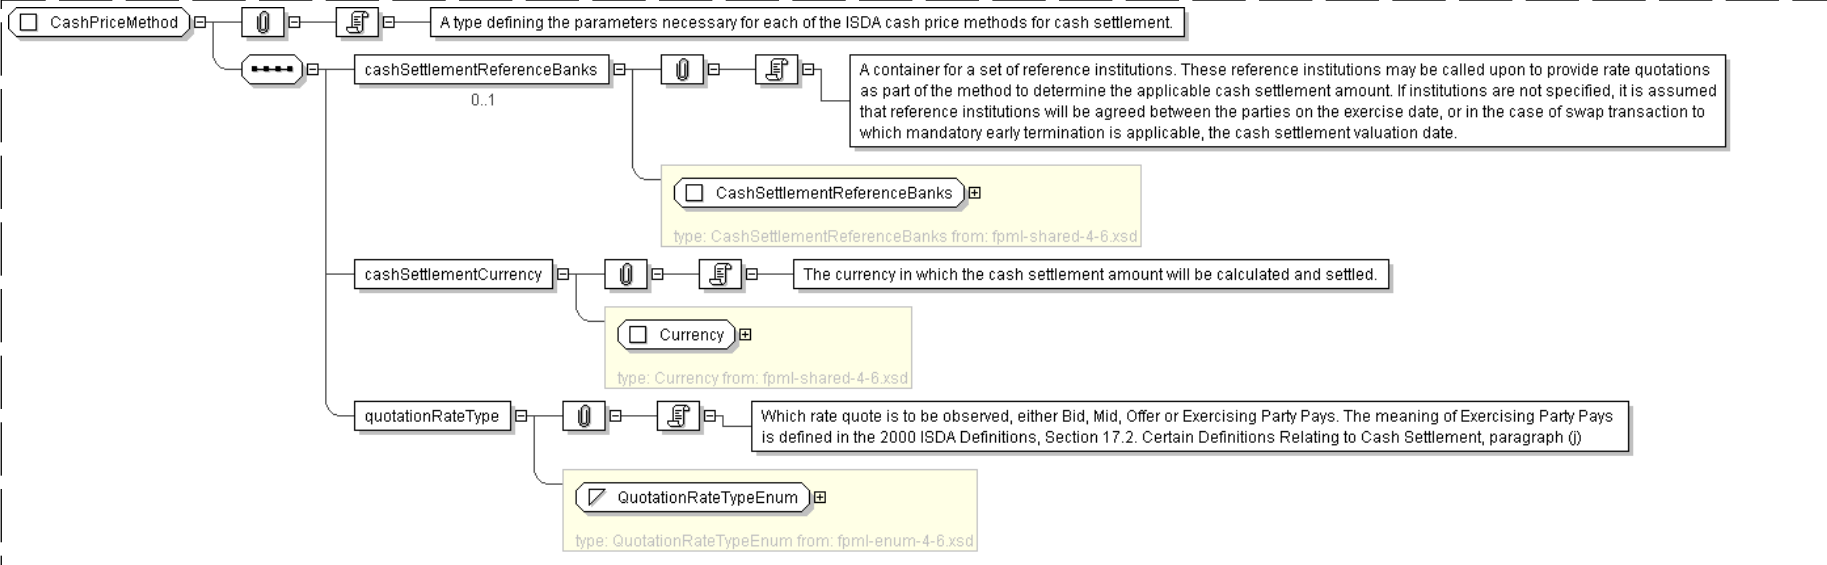 CashPriceMethod
A type defining the parameters necessary for each of the ISDA cash price methods for cash settlement.
cashSettlementReferenceBanks
0..1
A container for a set of reference institutions. These reference institutions may be called upon to provide rate quotations
as part of the method to determine the applicable cash settlement amount. If institutions are not specified, it is assumed
that reference institutions will be agreed between the parties on the exercise date, or in the case of swap transaction to
which mandatory early termination is applicable, the cash settlement valuation date.
CashSettlementReferenceBanks
type: CashSettlementReferenceBanks from: fpml-shared-4-6.xsd
cashSettlementCurrency
The currency in which the cash settlement amount will be calculated and settled.
Currency
type: Currency from: fpml-shared-4-6.xsd
quotationRateType
Which rate quote is to be observed, either Bid, Mid, Offer or Exercising Party Pays. The meaning of Exercising Party Pays
is defined in the 2000 ISDA Definitions, Section 17.2. Certain Definitions Relating to Cash Settlement, paragraph (j)
QuotationRateTypeEnum
type: QuotationRateTypeEnum from: fpml-enum-4-6.xsd